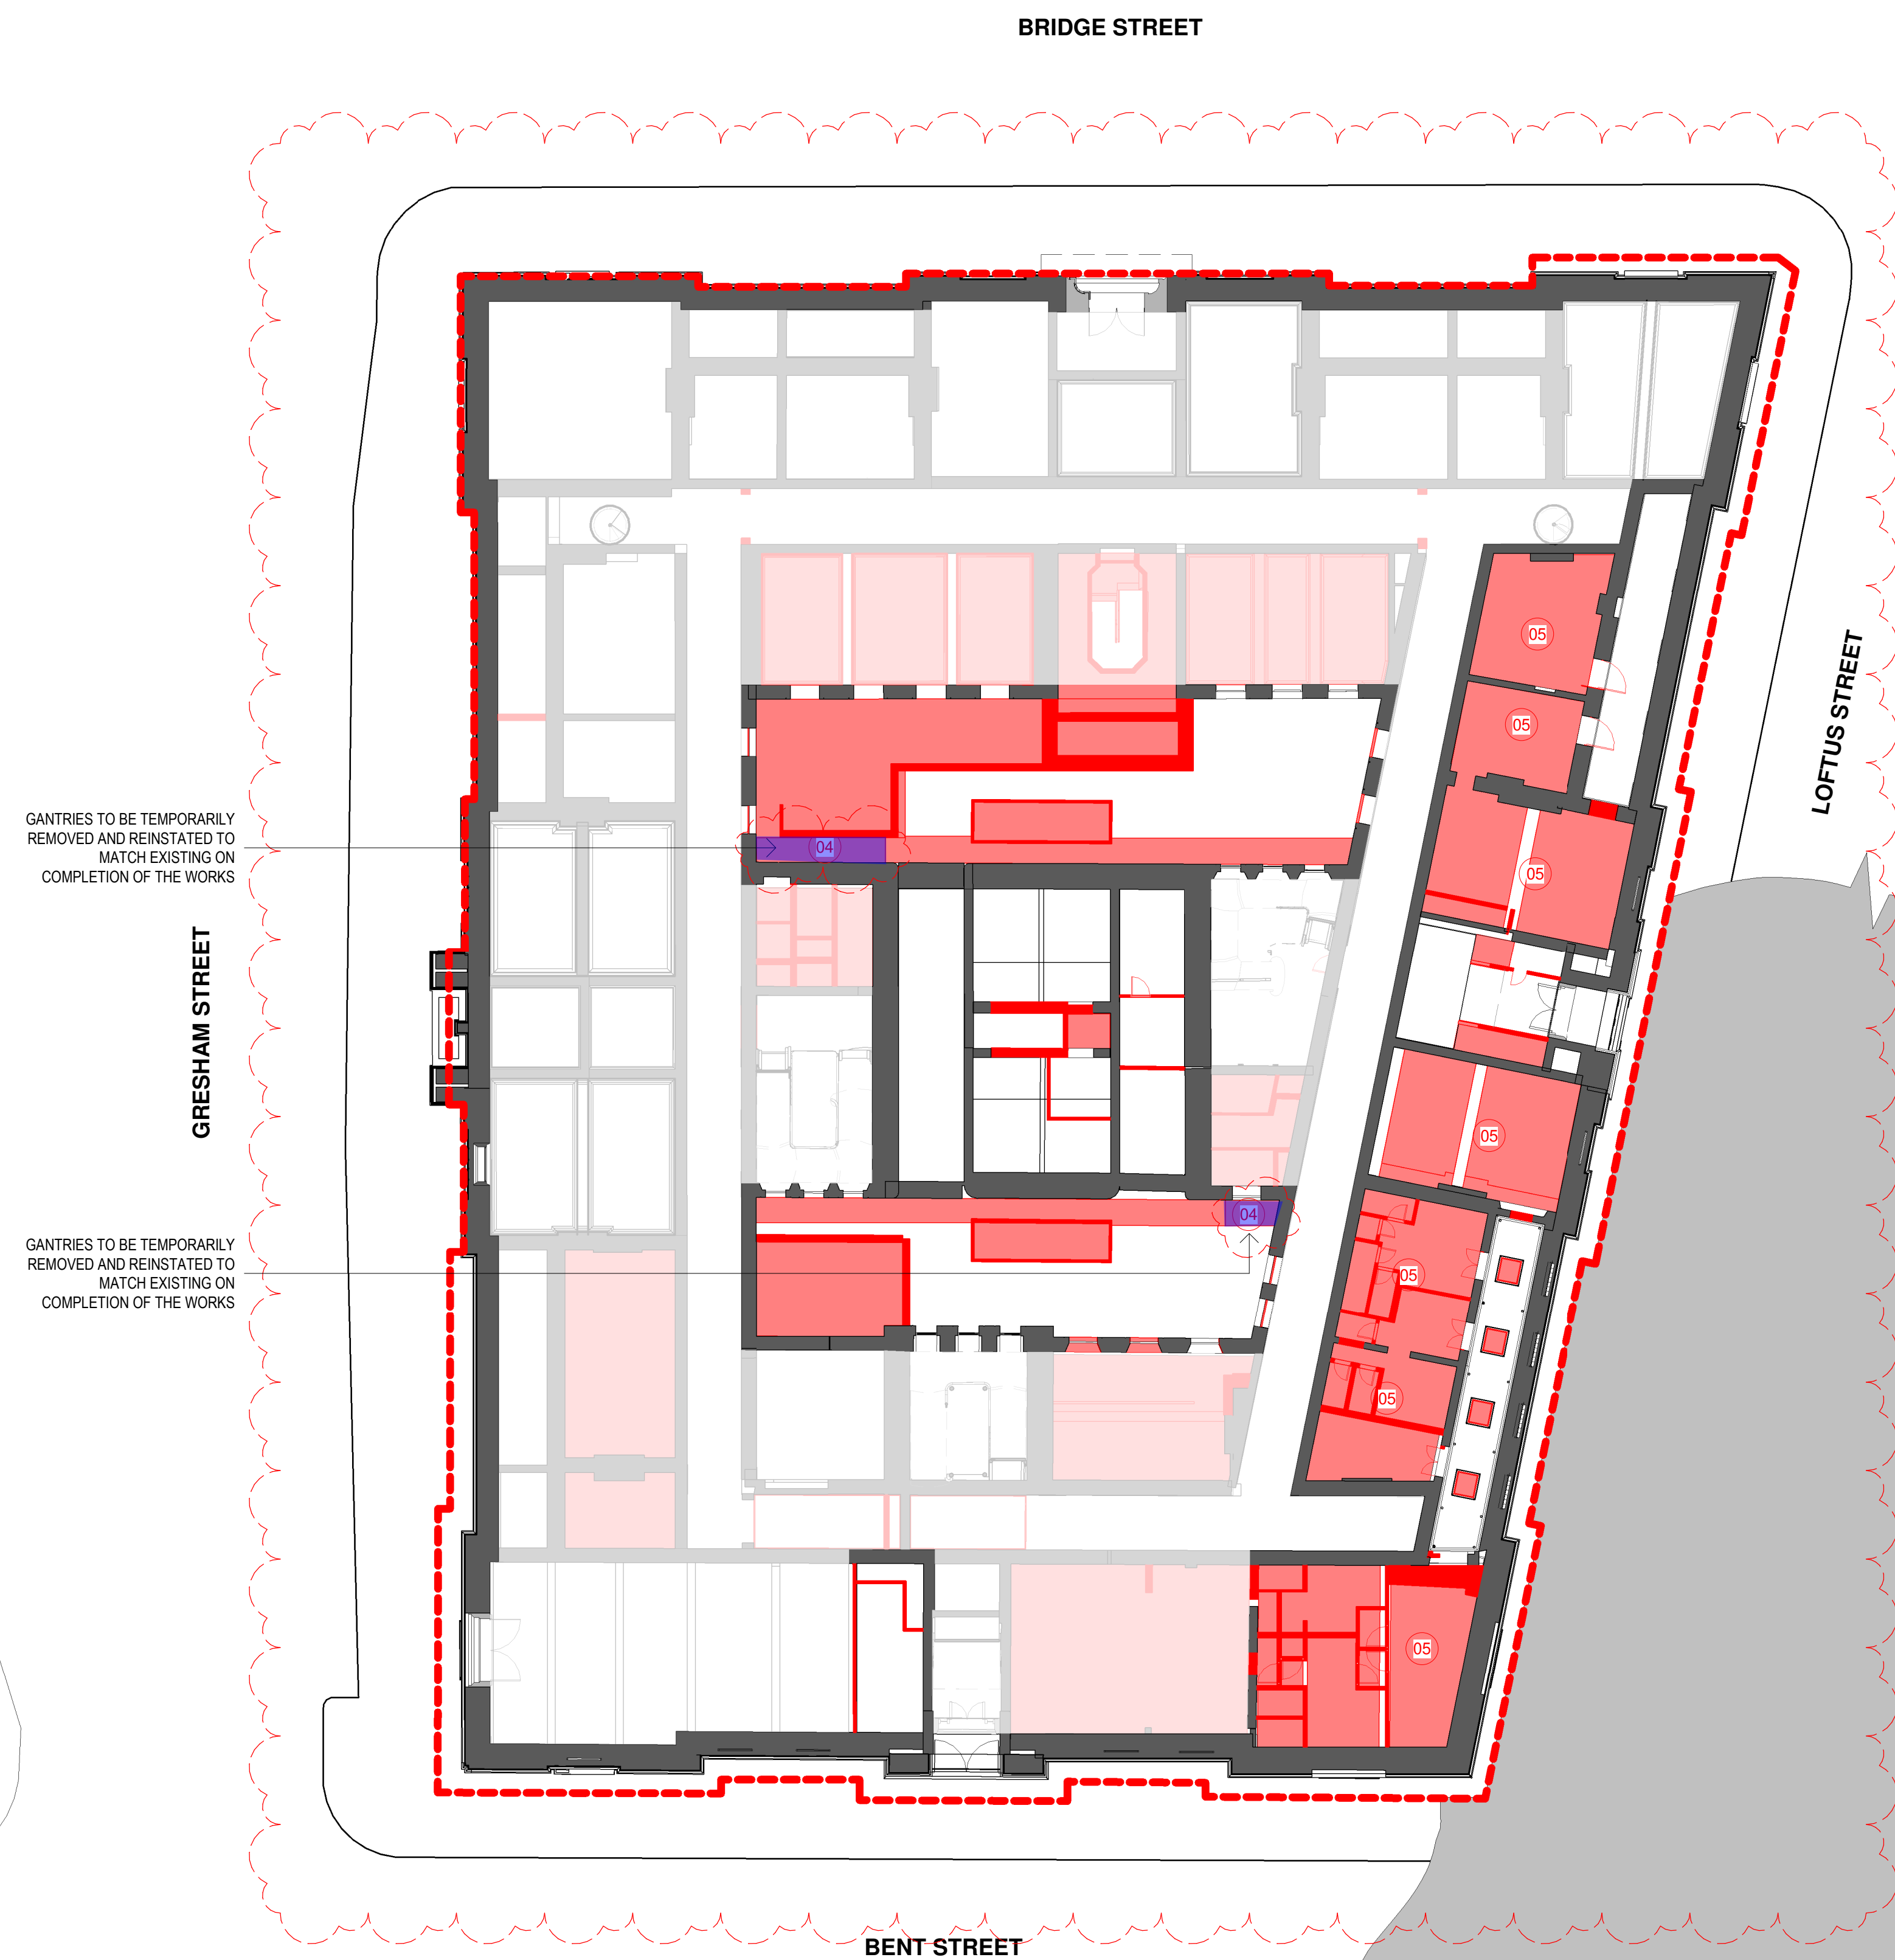 BRIDGE STREET
05
05
LOFTUS STREET
GANTRIES TO BE TEMPORARILY
REMOVED AND REINSTATED TO
MATCH EXISTING ON
COMPLETION OF THE WORKS
04
05
GRESHAM STREET
05
04
GANTRIES TO BE TEMPORARILY
REMOVED AND REINSTATED TO
MATCH EXISTING ON
COMPLETION OF THE WORKS
05
05
05
BENT STREET